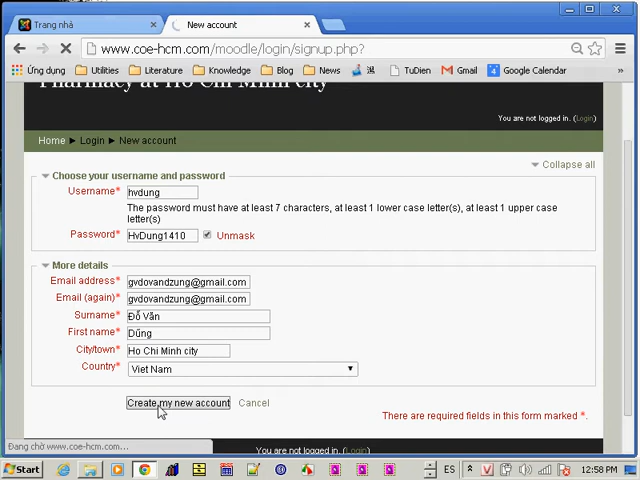 Trang nhà
New account
www.coe-hcm.com/moodle/login/signup.php?
Ứng dụng Utilities Literature Knowledge Blog News TuDien Gmail Google Calendar
Pharmacy at Ho Chi Minh city
You are not logged in. (Login)
Home ► Login ► New account
Collapse all
Choose your username and password
Username* hvdung
The password must have at least 7 characters, at least 1 lower case letter(s), at least 1 upper case
letter(s)
Password* HvDung1410 Unmask
More details
Email address* gvdovandzung@gmail.com
Email (again)* gvdovandzung@gmail.com
Surname* Đỗ Văn
First name* Dũng
City/town* Ho Chi Minh city
Country* Viet Nam
Create my new account Cancel
There are required fields in this form marked *.
Đang chờ www.coe-hcm.com...
You are not logged in. (Login)
Start ES 12:58 PM